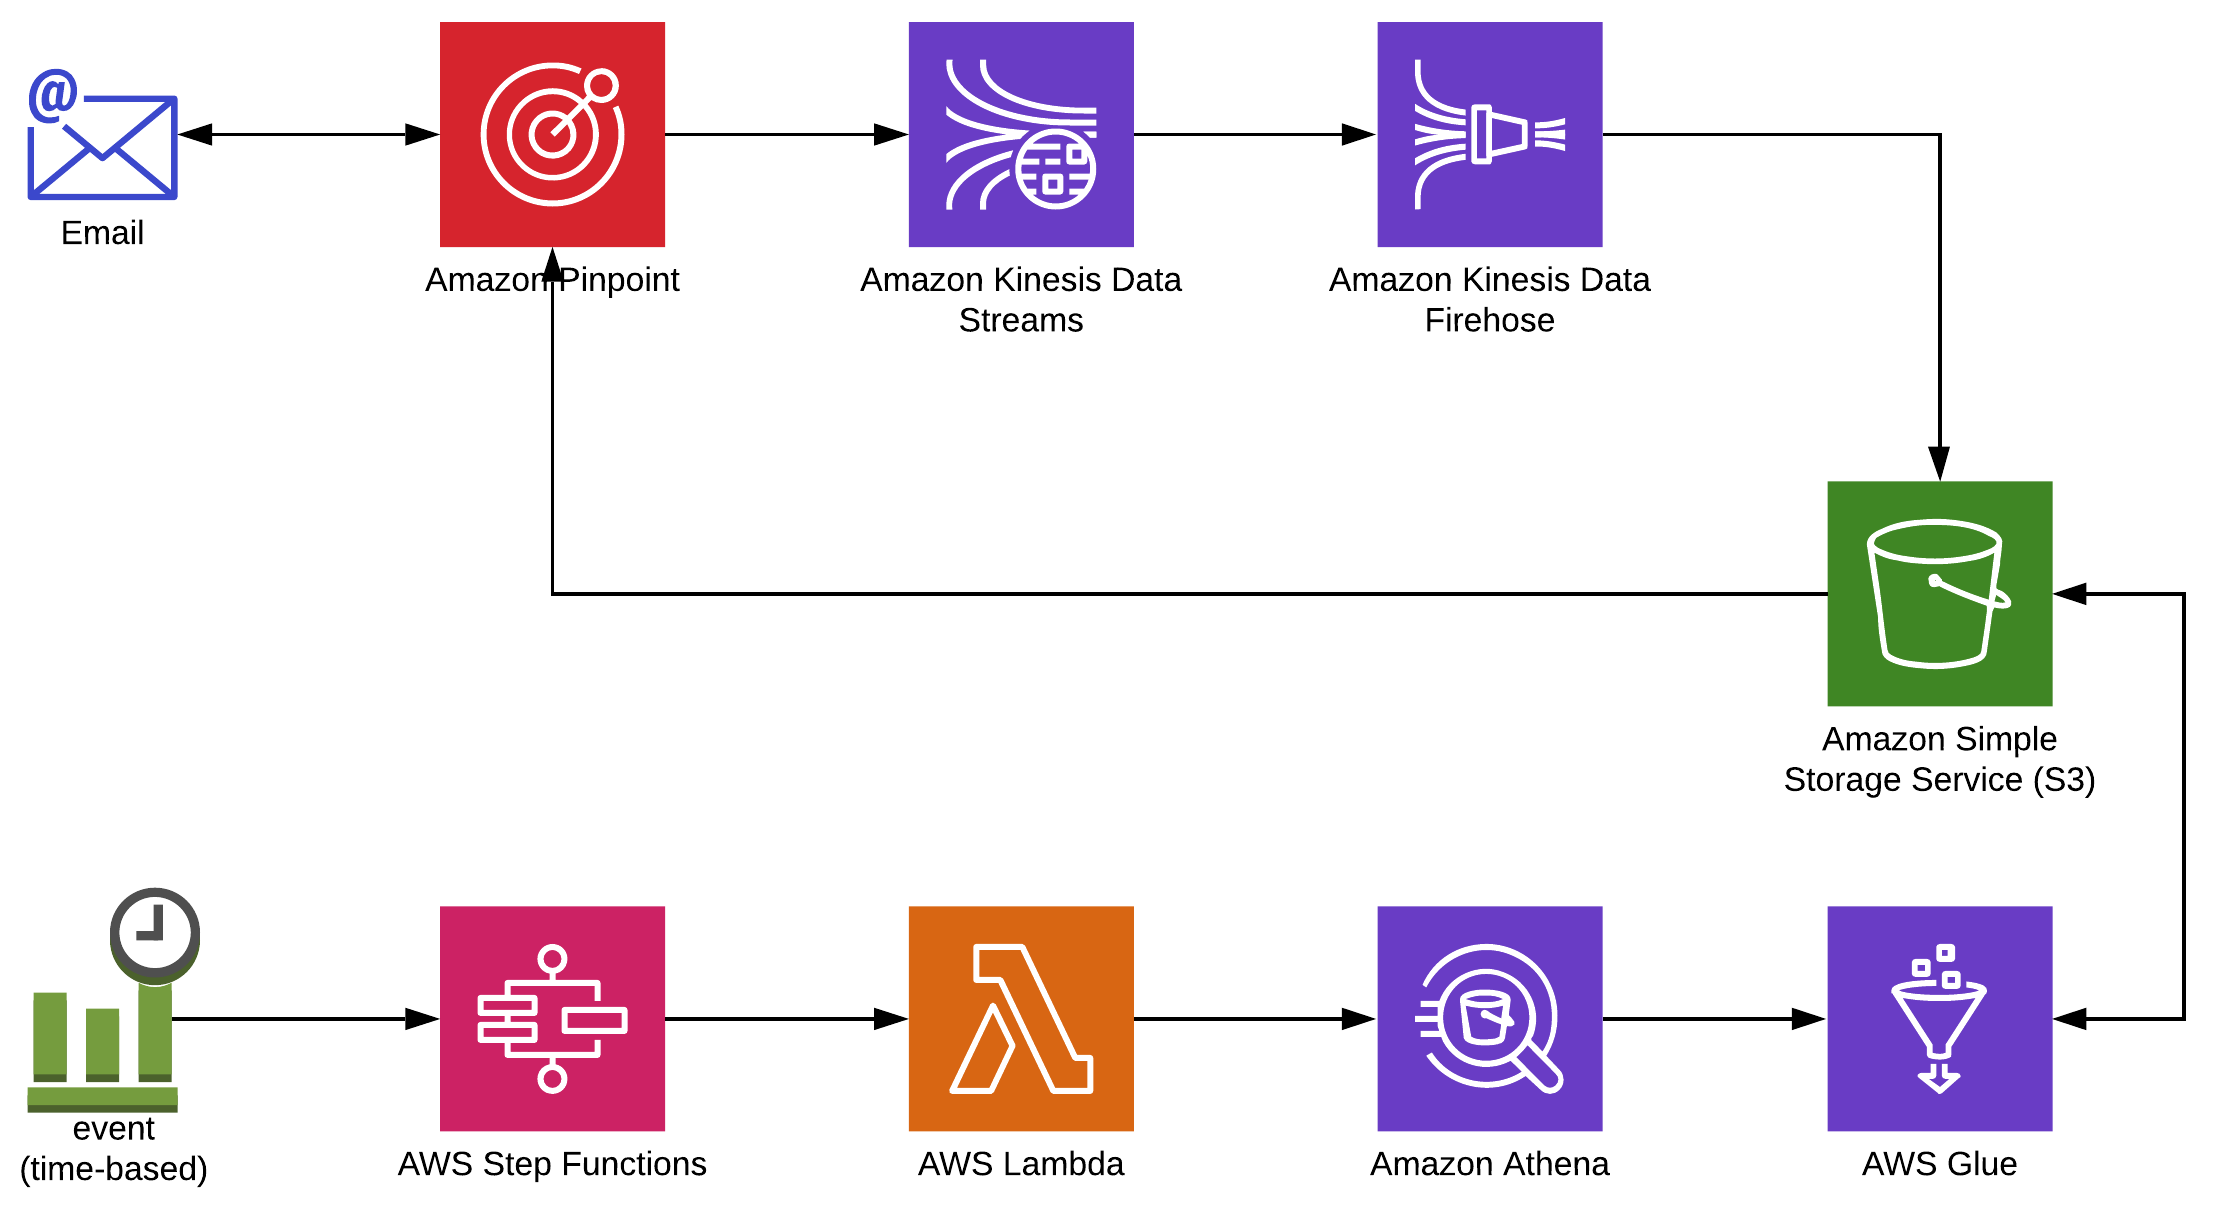 @
Email
Amazon Pinpoint
Amazon Kinesis Data
Streams
Amazon Kinesis Data
Firehose
Amazon Simple
Storage Service (S3)
event
(time-based)
AWS Step Functions
AWS Lambda
Amazon Athena
AWS Glue